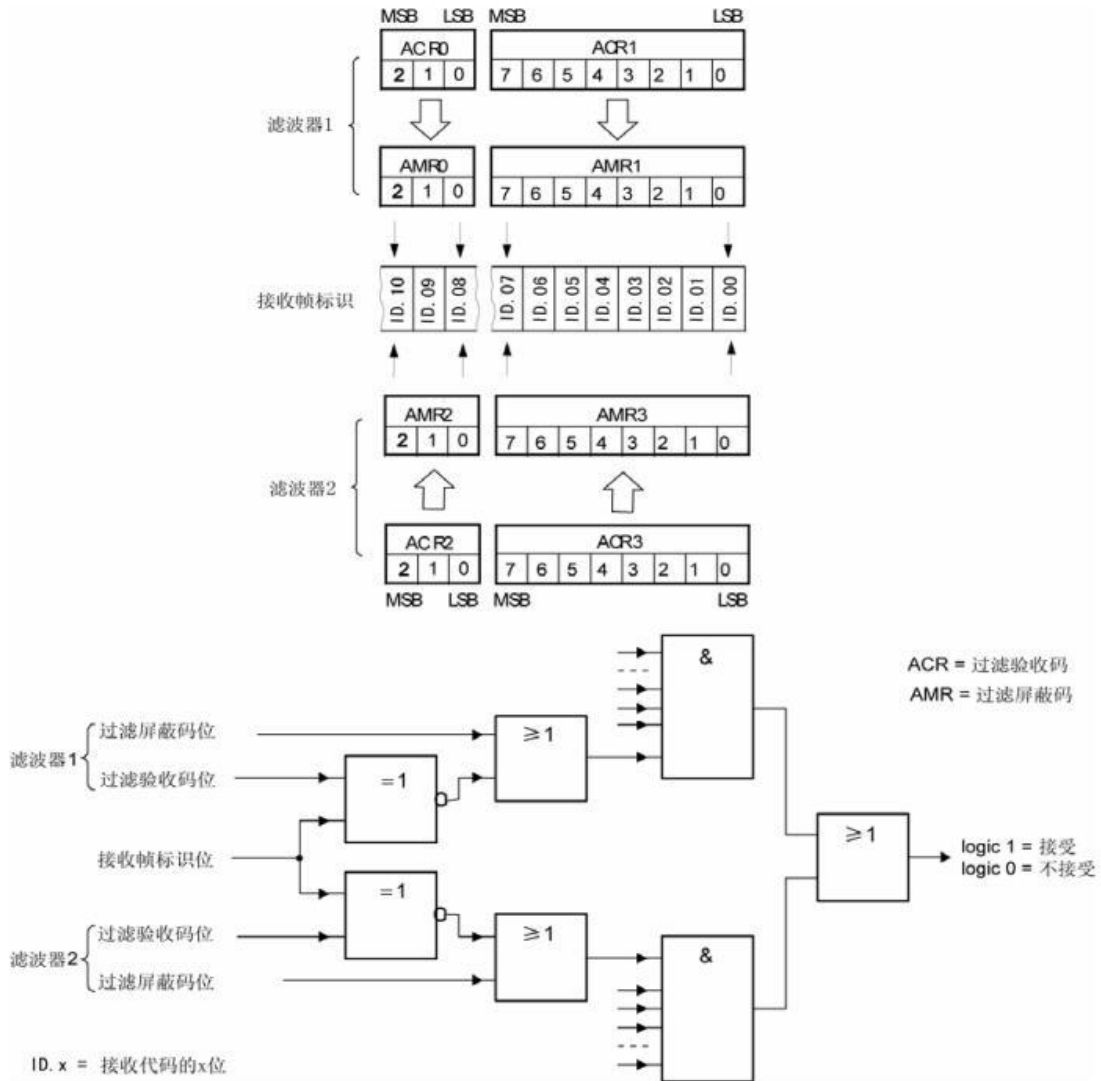 MSB LSB MSB LSB
ACR0 ACR1
2 1 0 7 6 5 4 3 2 1 0
滤波器1
AMR0 AMR1
2 1 0 7 6 5 4 3 2 1 0
接收帧标识 ID. 10 ID. 09 ID. 08 ID. 07 ID. 06 ID. 05 ID. 04 ID. 03 ID. 02 ID. 01 ID. 00
AMR2 AMR3
2 1 0 7 6 5 4 3 2 1 0
滤波器2
ACR2 ACR3
2 1 0 7 6 5 4 3 2 1 0
MSB LSB MSB LSB
&
ACR = 过滤验收码
AMR = 过滤屏蔽码
过滤屏蔽码位
≥1
滤波器1
过滤验收码位
=1
≥1
接收帧标识位
logic 1 = 接受
logic 0 = 不接受
=1
过滤验收码位
≥1
&
滤波器2
过滤屏蔽码位
ID. x = 接收代码的x位